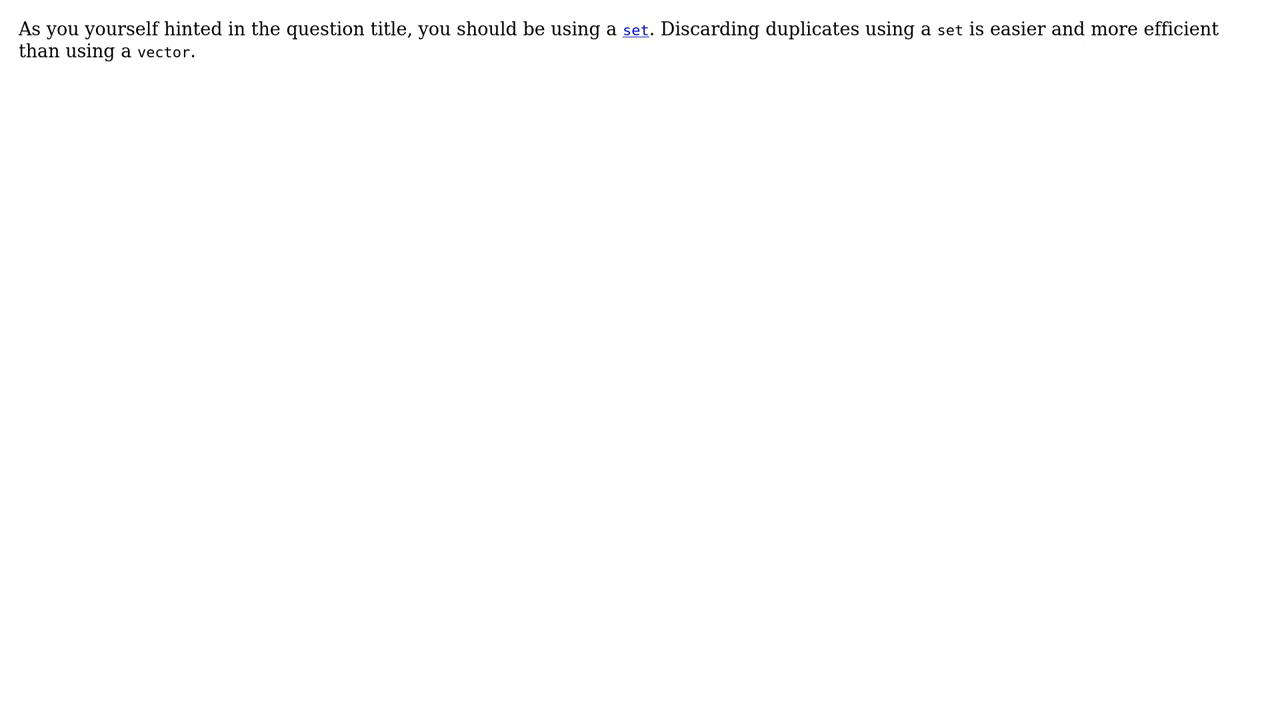 As you yourself hinted in the question title, you should be using a set. Discarding duplicates using a set is easier and more efficient
than using a vector.